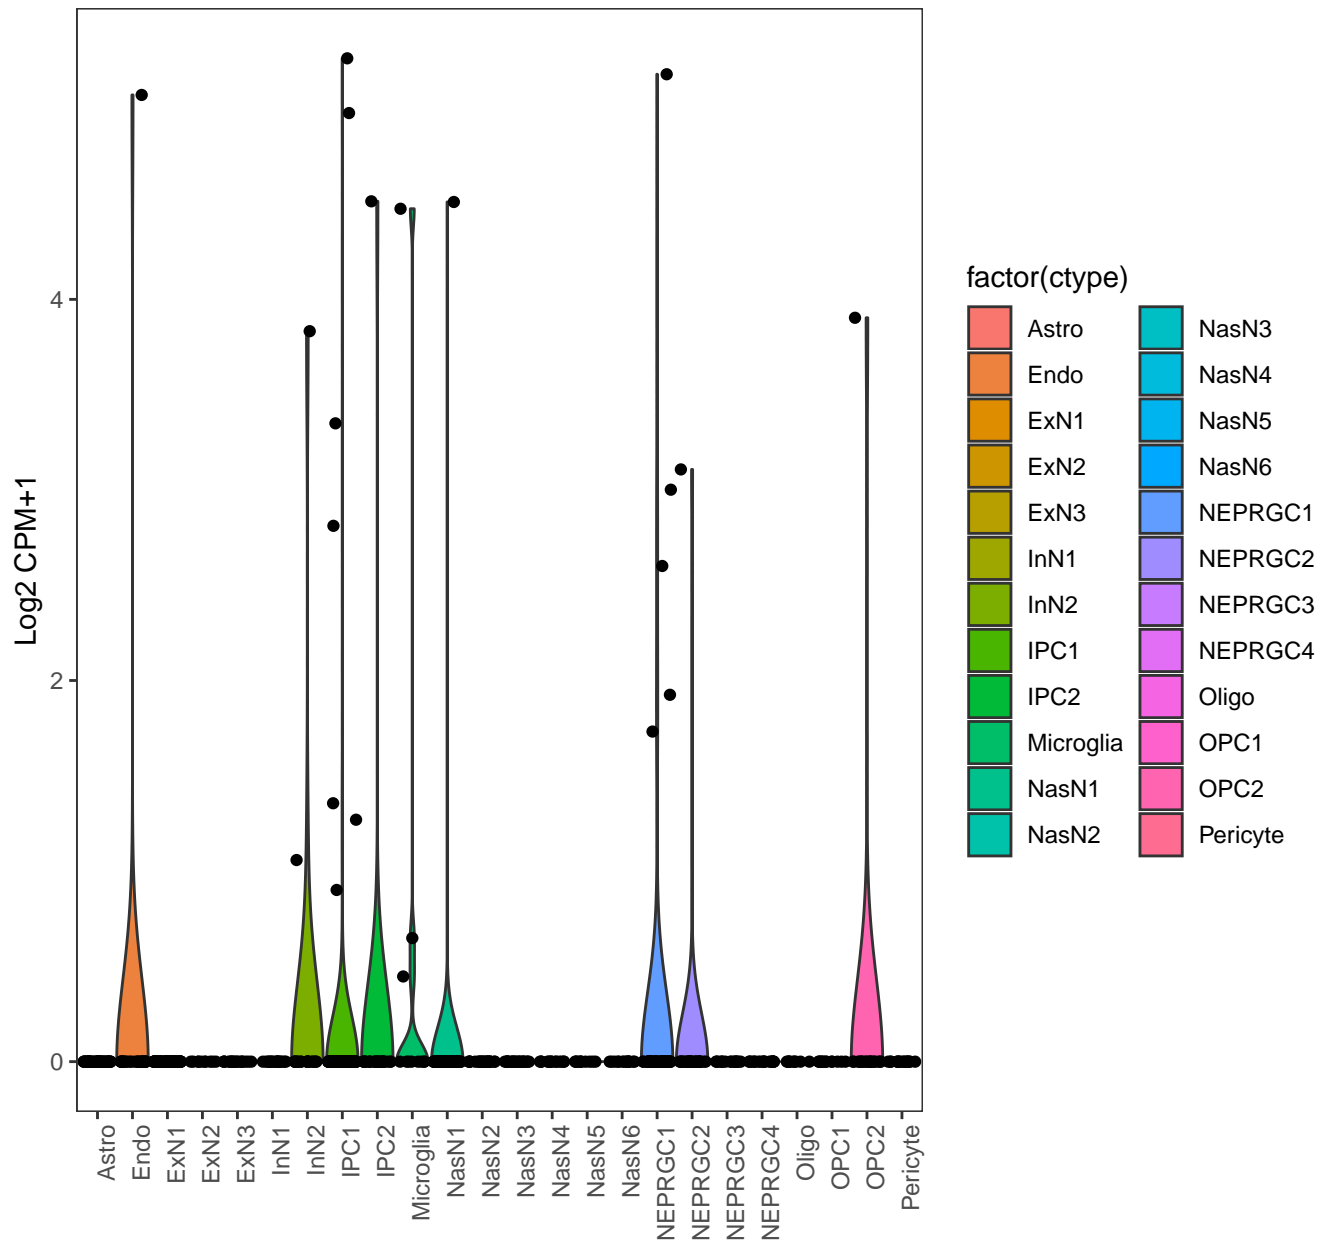 Log2 CPM+1
4
2
0
Astro
Endo
ExN1
ExN2
ExN3
InN1
InN2
IPC1
IPC2
Microglia
NasN1
NasN2
NasN3
NasN4
NasN5
NasN6
NEPRGC1
NEPRGC2
NEPRGC3
NEPRGC4
Oligo
OPC1
OPC2
Pericyte
factor(ctype)
Astro
Endo
ExN1
ExN2
ExN3
InN1
InN2
IPC1
IPC2
Microglia
NasN1
NasN2
NasN3
NasN4
NasN5
NasN6
NEPRGC1
NEPRGC2
NEPRGC3
NEPRGC4
Oligo
OPC1
OPC2
Pericyte